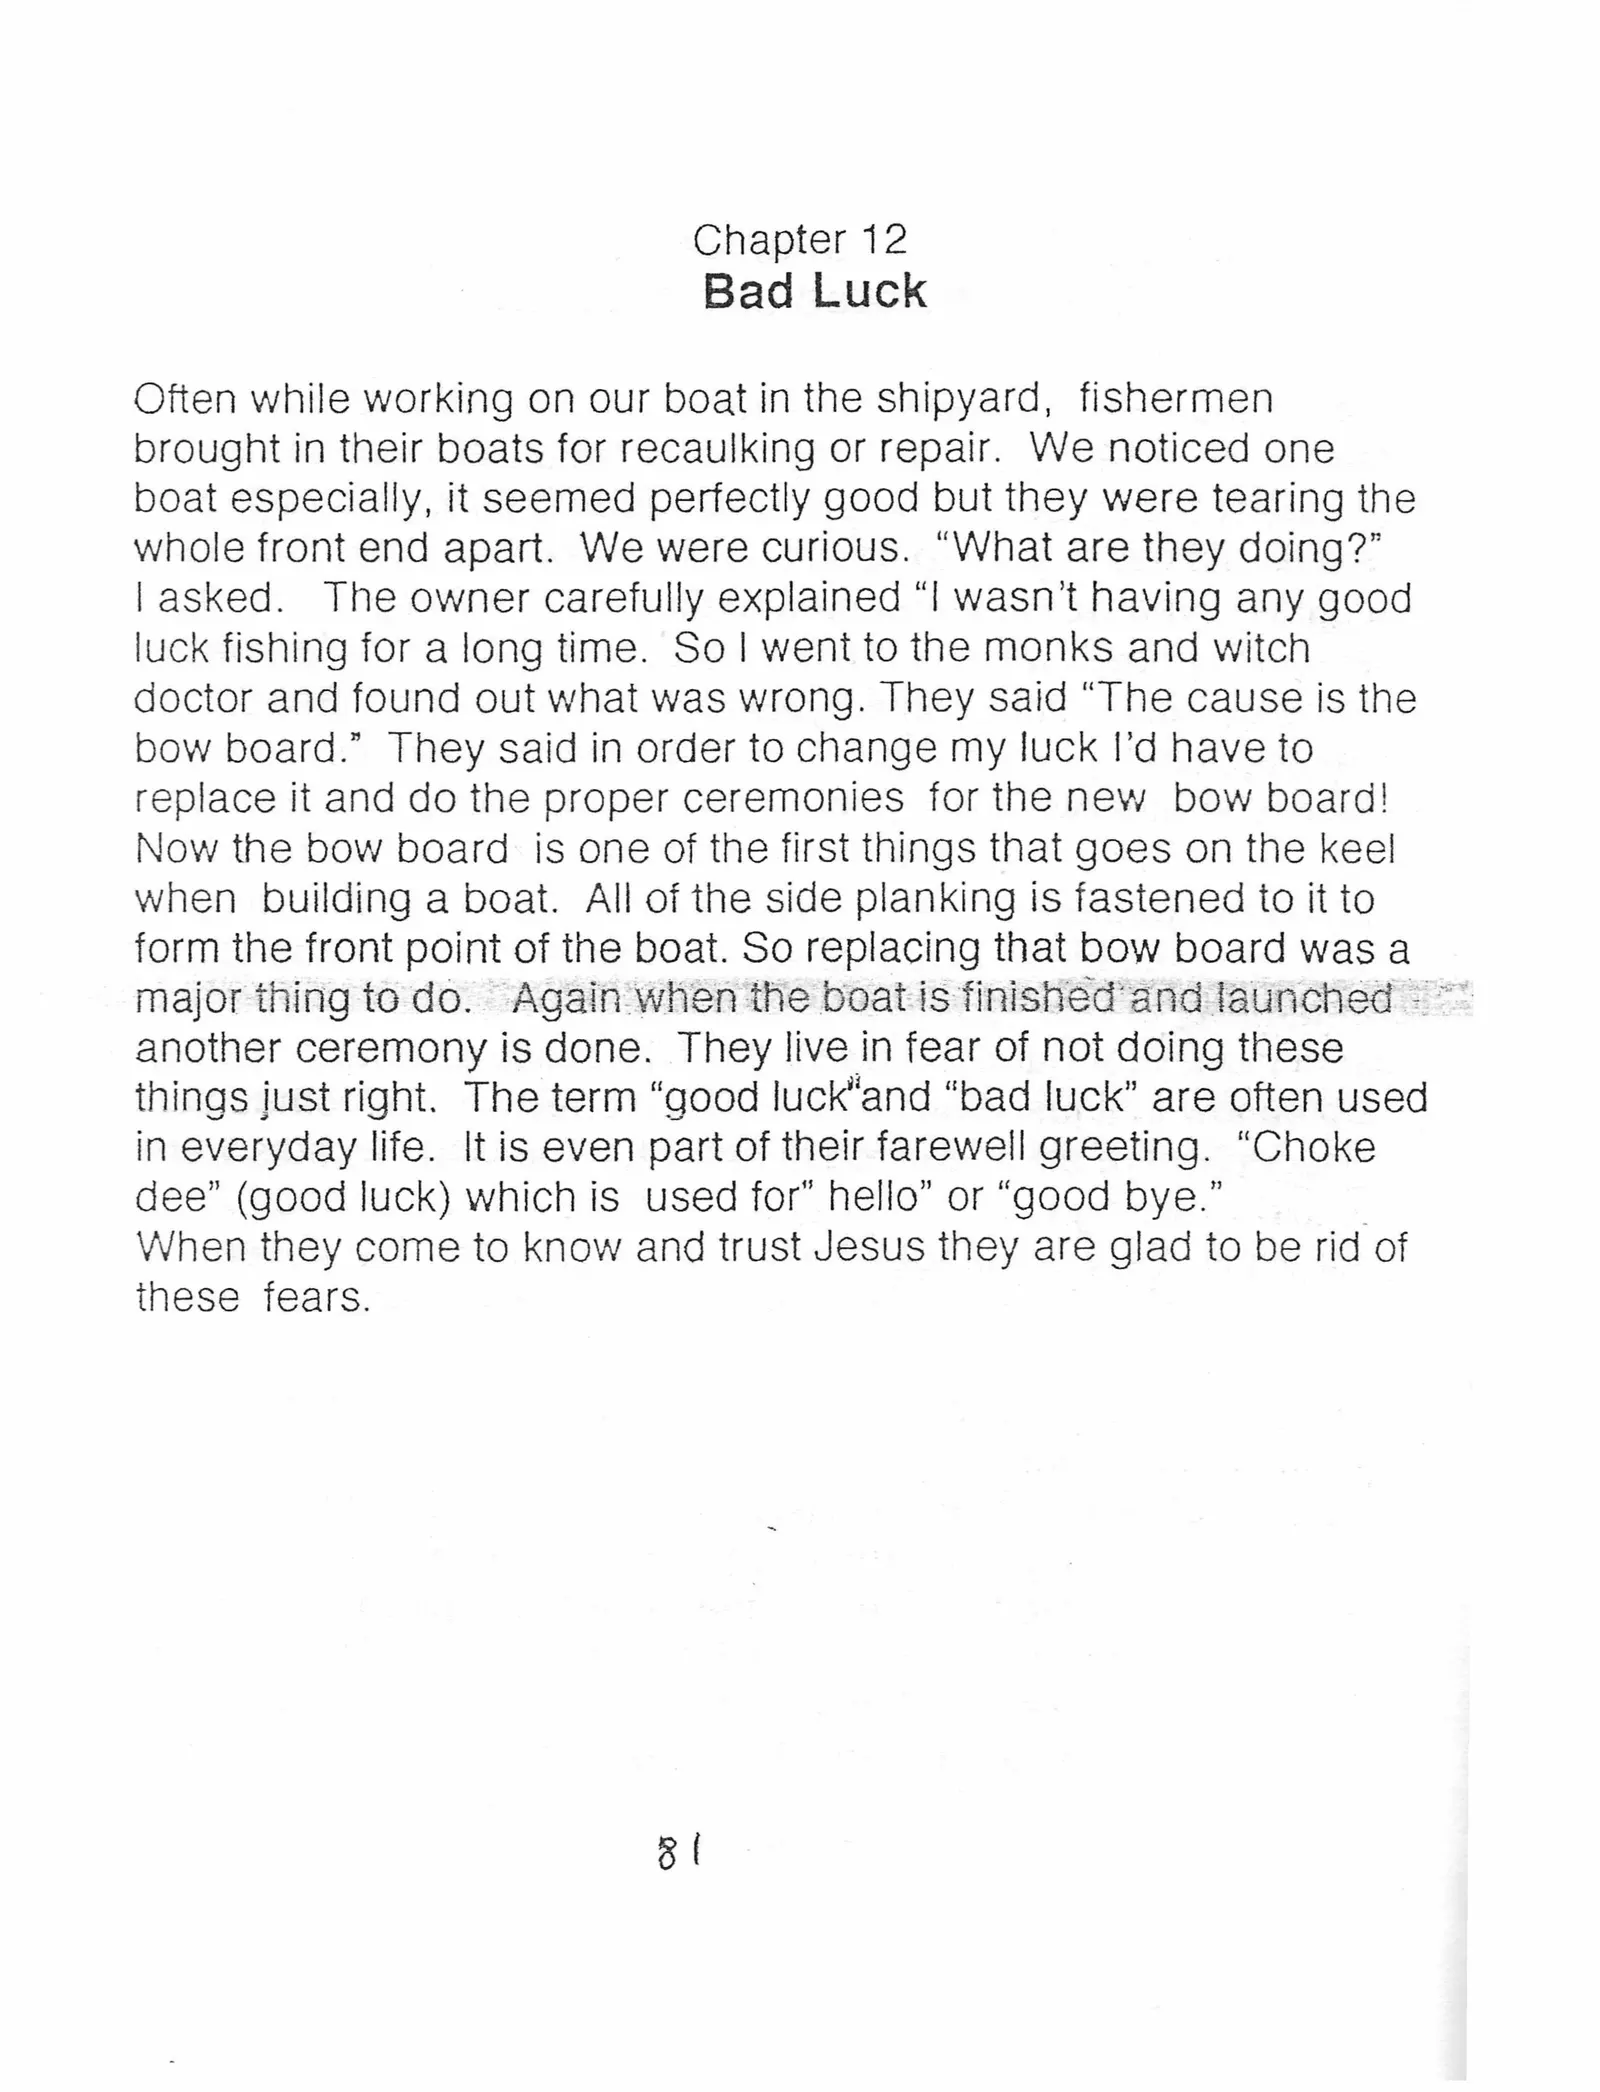 Chapter 12
Bad Luck
Often while working on our boat in the shipyard, fishermen
brought in their boats for recaulking or repair. We noticed one
boat especially, it seemed perfectly good but they were tearing the
whole front end apart. We were curious. “What are they doing?”
I asked. The owner carefully explained “I wasn’t having any good
luck fishing for a long time. So I went to the monks and witch
doctor and found out what was wrong. They said “The cause is the
bow board.” They said in order to change my luck I’d have to
replace it and do the proper ceremonies for the new bow board!
Now the bow board is one of the first things that goes on the keel
when building a boat. All of the side planking is fastened to it to
form the front point of the boat. So replacing that bow board was a
major thing to do. Again when the boat is finished and launched
another ceremony is done. They live in fear of not doing these
things just right. The term “good luck”and “bad luck” are often used
in everyday life. It is even part of their farewell greeting. “Choke
dee” (good luck) which is used for” hello” or “good bye.”
When they come to know and trust Jesus they are glad to be rid of
these fears.
81